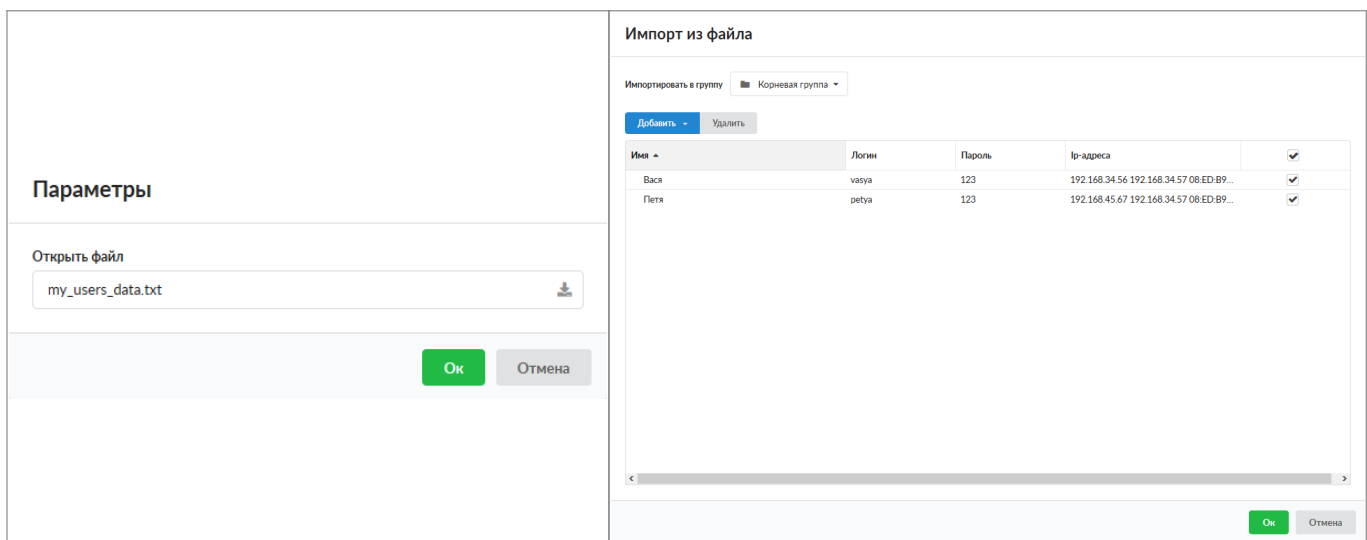 Параметры
Открыть файл
my_users_data.txt
Ок Отмена
Импорт из файла
Импортировать в группу Корневая группа
Добавить Удалить
Имя Логин Пароль Ip-адреса
Вася vasya 123 192.168.34.56 192.168.34.57 08:ED:B9...
Петя petya 123 192.168.45.67 192.168.34.57 08:ED:B9...
Ок Отмена